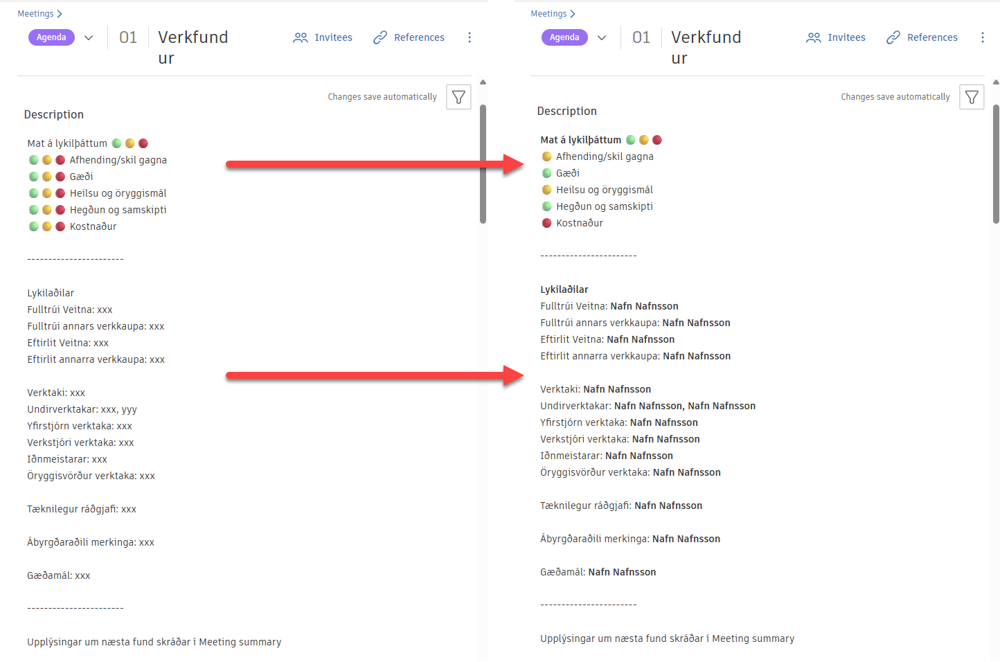 Meetings
Agenda
01
Verkfund
ur
Invitees
References
Changes save automatically
Description
Mat á lykilþáttum
Afhending/skil gagna
Gæði
Heilsu og öryggismál
Hegðun og samskipti
Kostnaður
-----------------------
Lykilaðilar
Fulltrúi Veitna: xxx
Fulltrúi annars verkkaupa: xxx
Eftirlit Veitna: xxx
Eftirlit annarra verkkaupa: xxx
Verktaki: xxx
Undirverktakar: xxx, yyy
Yfirstjórn verktaka: xxx
Verkstjóri verktaka: xxx
Iðnmeistarar: xxx
Öryggisvörður verktaka: xxx
Tæknilegur ráðgjafi: xxx
Ábyrgðaraðili merkinga: xxx
Gæðamál: xxx
-----------------------
Upplýsingar um næsta fund skráðar í Meeting summary
Meetings
Agenda
01
Verkfund
ur
Invitees
References
Changes save automatically
Description
Mat á lykilþáttum
Afhending/skil gagna
Gæði
Heilsu og öryggismál
Hegðun og samskipti
Kostnaður
-----------------------
Lykilaðilar
Fulltrúi Veitna: Nafn Nafnsson
Fulltrúi annars verkkaupa: Nafn Nafnsson
Eftirlit Veitna: Nafn Nafnsson
Eftirlit annarra verkkaupa: Nafn Nafnsson
Verktaki: Nafn Nafnsson
Undirverktakar: Nafn Nafnsson, Nafn Nafnsson
Yfirstjórn verktaka: Nafn Nafnsson
Verkstjóri verktaka: Nafn Nafnsson
Iðnmeistarar: Nafn Nafnsson
Öryggisvörður verktaka: Nafn Nafnsson
Tæknilegur ráðgjafi: Nafn Nafnsson
Ábyrgðaraðili merkinga: Nafn Nafnsson
Gæðamál: Nafn Nafnsson
-----------------------
Upplýsingar um næsta fund skráðar í Meeting summary